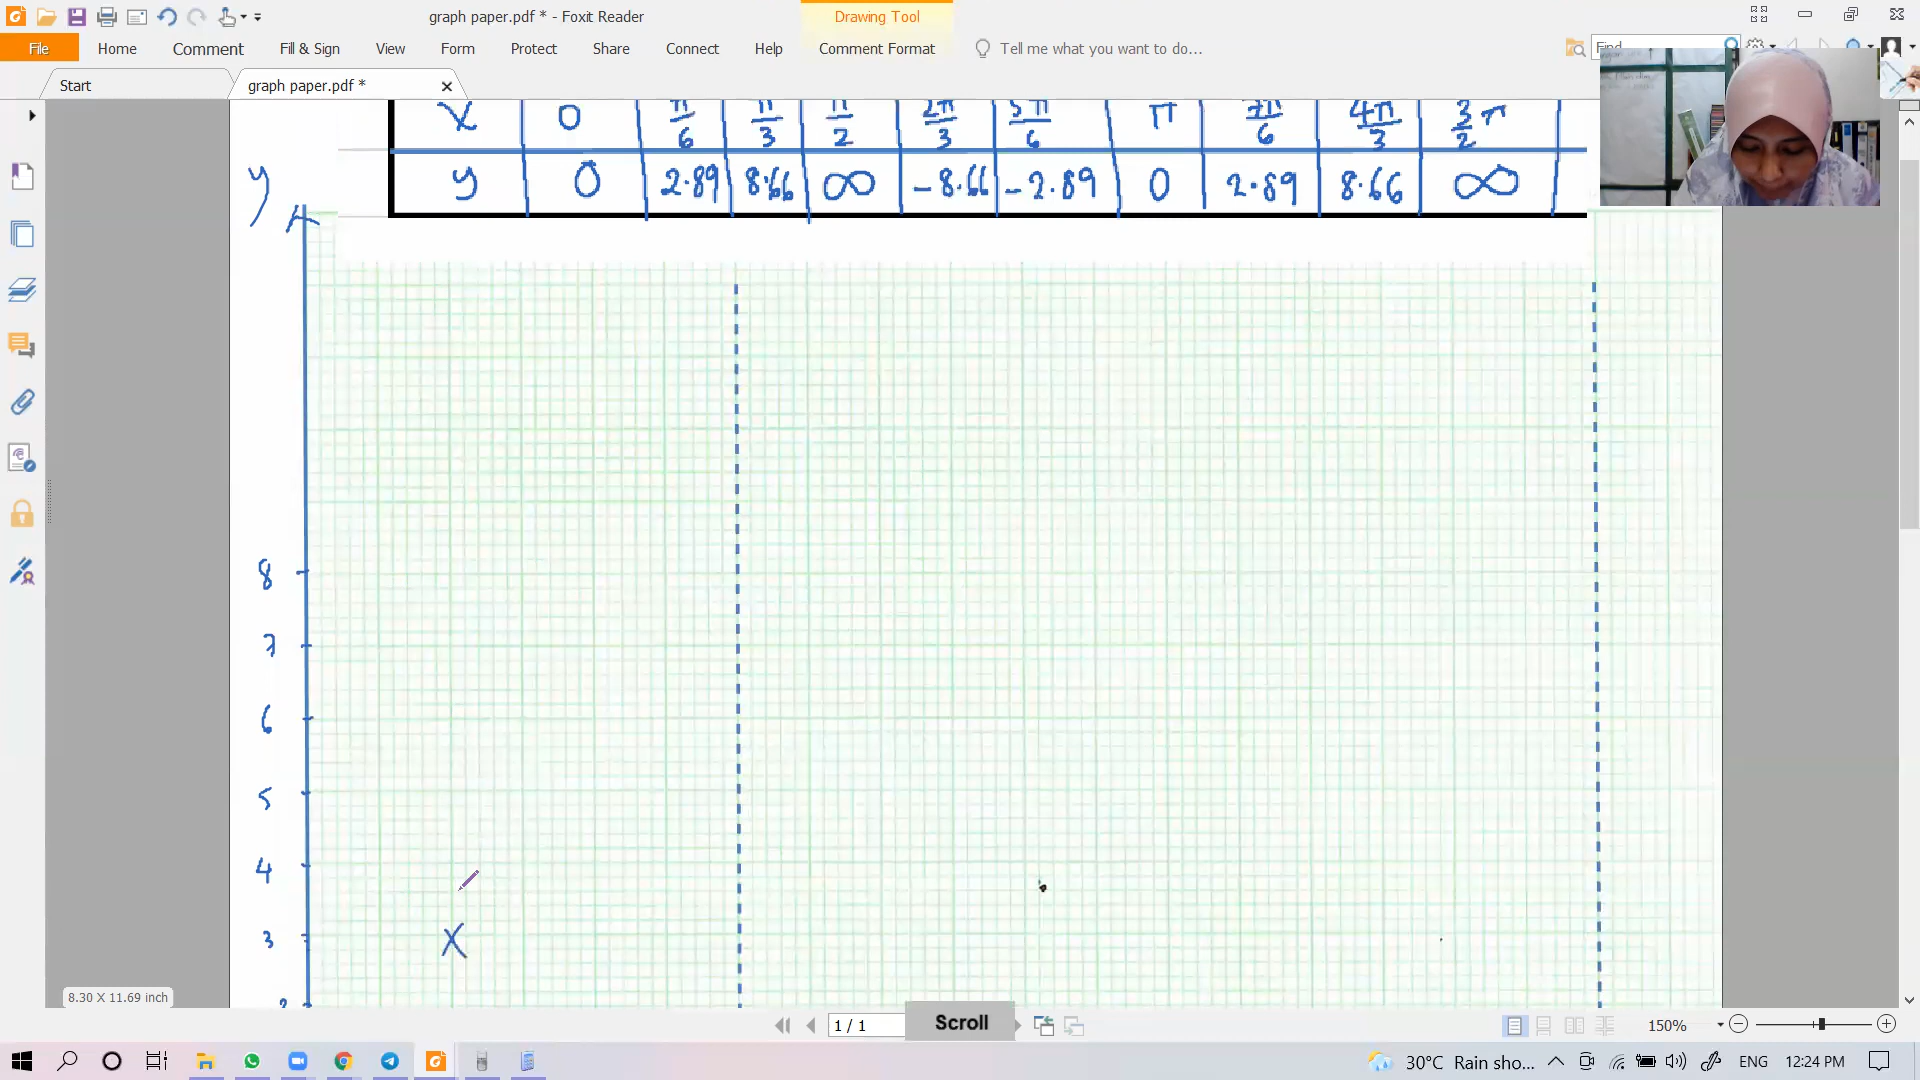 graph paper.pdf * - Foxit Reader
Drawing Tool
File Home Comment Fill & Sign View Form Protect Share Connect Help Comment Format Tell me what you want to do... Find
Start graph paper.pdf *
x 0 π/6 π/3 π/2 2π/3 5π/6 π 7π/6 4π/3 3/2 π
y 0 2.89 8.66 ∞ -8.66 -2.89 0 2.89 8.66 ∞
y
8
7
6
5
4
3
X
2
8.30 X 11.69 inch
1 / 1
Scroll
150%
30°C Rain sho... ENG 12:24 PM